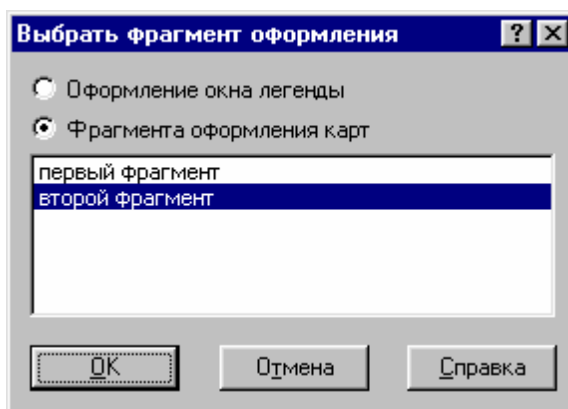 Выбрать фрагмент оформления
Оформление окна легенды
Фрагмента оформления карт
первый фрагмент
второй фрагмент
OK Отмена Справка